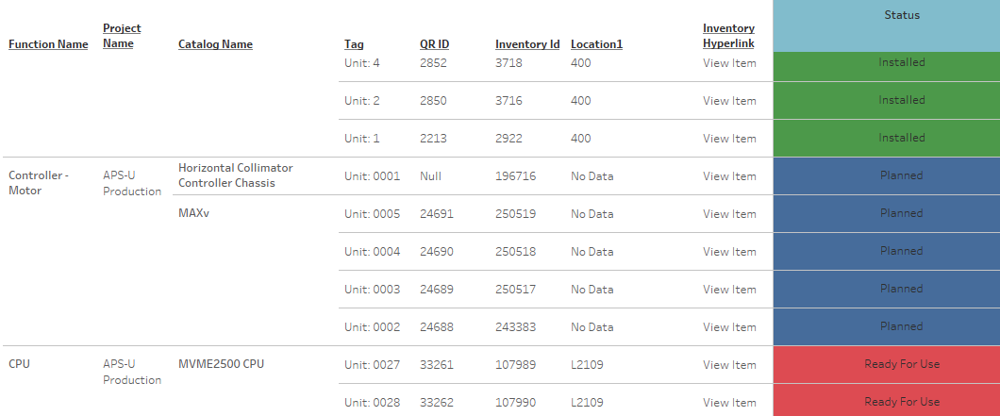 Status
Function Name Project Name Catalog Name Tag QR ID Inventory Id Location1 Inventory Hyperlink
Unit: 4 2852 3718 400 View Item Installed
Unit: 2 2850 3716 400 View Item Installed
Unit: 1 2213 2922 400 View Item Installed
Controller - Motor APS-U Production Horizontal Collimator Controller Chassis Unit: 0001 Null 196716 No Data View Item Planned
MAXv Unit: 0005 24691 250519 No Data View Item Planned
Unit: 0004 24690 250518 No Data View Item Planned
Unit: 0003 24689 250517 No Data View Item Planned
Unit: 0002 24688 243383 No Data View Item Planned
CPU APS-U Production MVME2500 CPU Unit: 0027 33261 107989 L2109 View Item Ready For Use
Unit: 0028 33262 107990 L2109 View Item Ready For Use